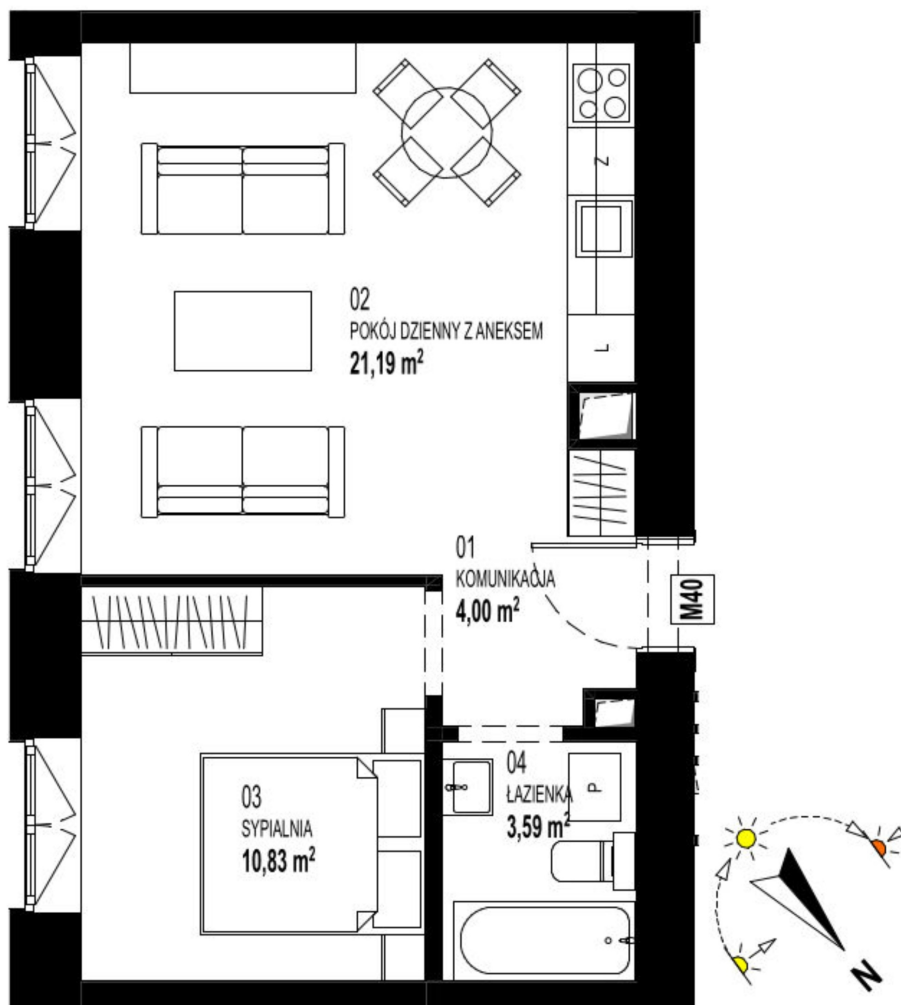 Z
L
02
POKÓJ DZIENNY Z ANEKSEM
21,19 m²
01
KOMUNIKACJA
4,00 m²
M40
03
SYPIALNIA
10,83 m²
04
ŁAZIENKA
3,59 m²
P
N